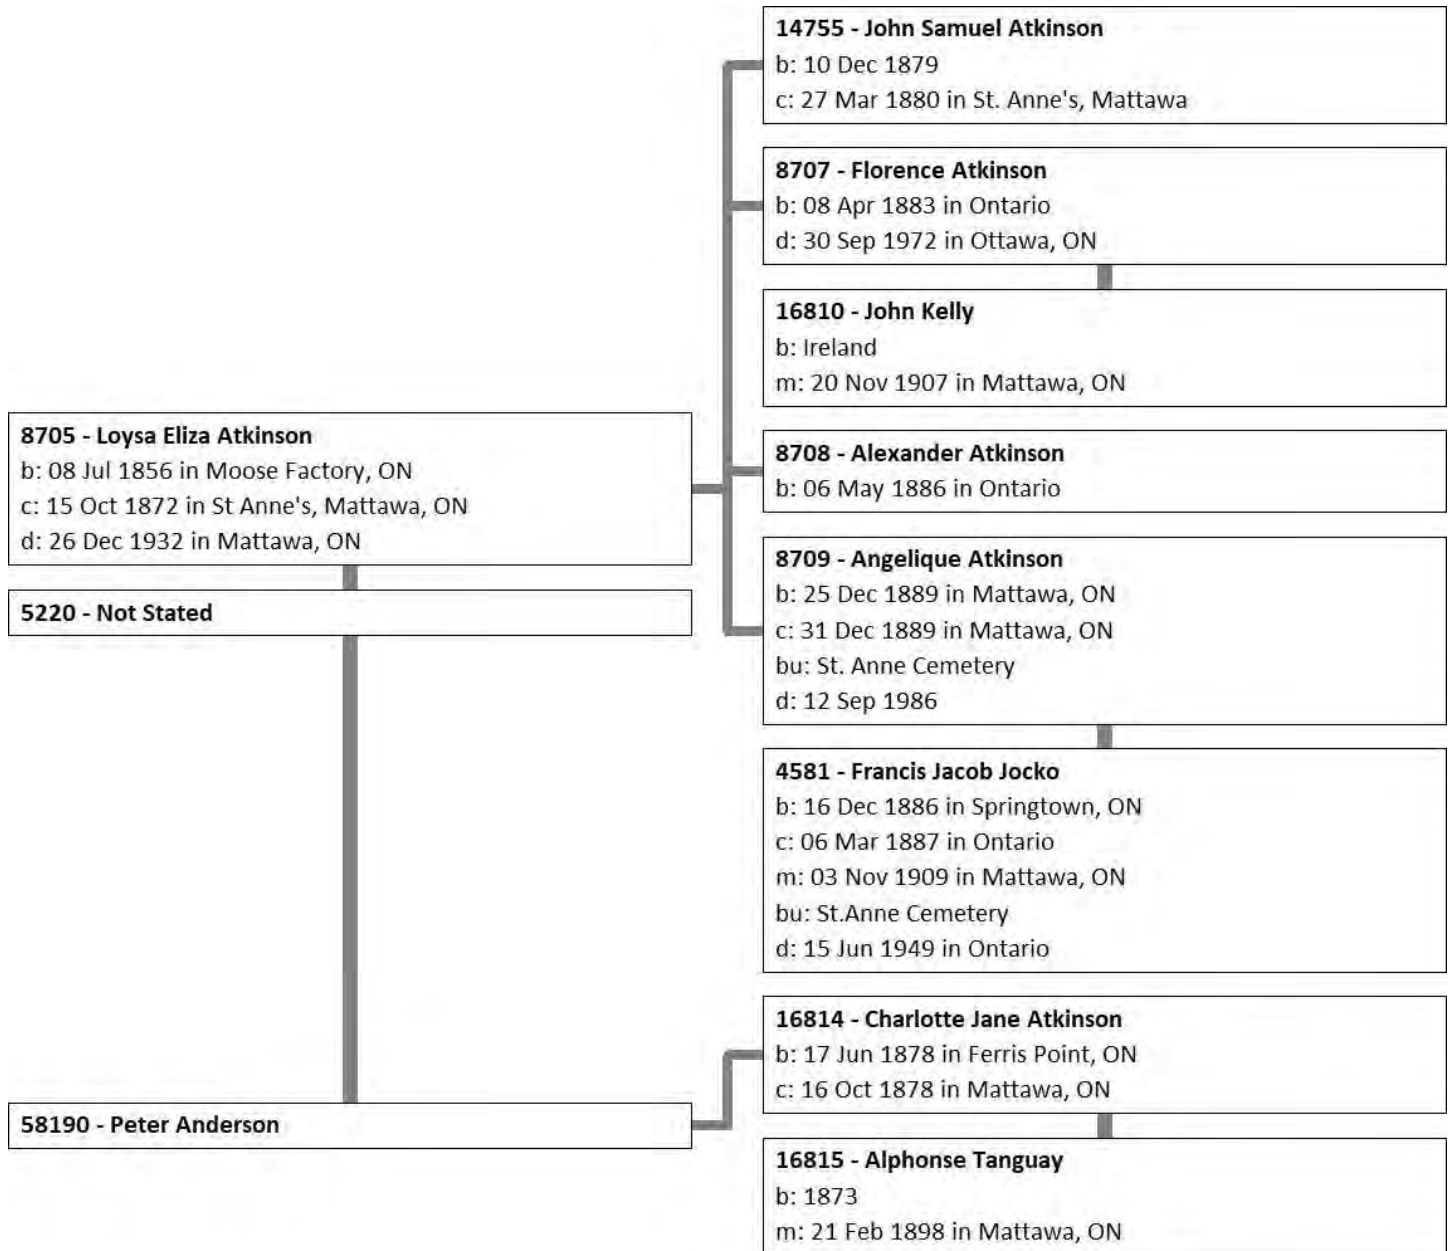 14755 - John Samuel Atkinson
b: 10 Dec 1879
c: 27 Mar 1880 in St. Anne's, Mattawa
8707 - Florence Atkinson
b: 08 Apr 1883 in Ontario
d: 30 Sep 1972 in Ottawa, ON
16810 - John Kelly
b: Ireland
m: 20 Nov 1907 in Mattawa, ON
8705 - Loysa Eliza Atkinson
b: 08 Jul 1856 in Moose Factory, ON
c: 15 Oct 1872 in St Anne's, Mattawa, ON
d: 26 Dec 1932 in Mattawa, ON
5220 - Not Stated
8708 - Alexander Atkinson
b: 06 May 1886 in Ontario
8709 - Angelique Atkinson
b: 25 Dec 1889 in Mattawa, ON
c: 31 Dec 1889 in Mattawa, ON
bu: St. Anne Cemetery
d: 12 Sep 1986
4581 - Francis Jacob Jocko
b: 16 Dec 1886 in Springtown, ON
c: 06 Mar 1887 in Ontario
m: 03 Nov 1909 in Mattawa, ON
bu: St.Anne Cemetery
d: 15 Jun 1949 in Ontario
58190 - Peter Anderson
16814 - Charlotte Jane Atkinson
b: 17 Jun 1878 in Ferris Point, ON
c: 16 Oct 1878 in Mattawa, ON
16815 - Alphonse Tanguay
b: 1873
m: 21 Feb 1898 in Mattawa, ON